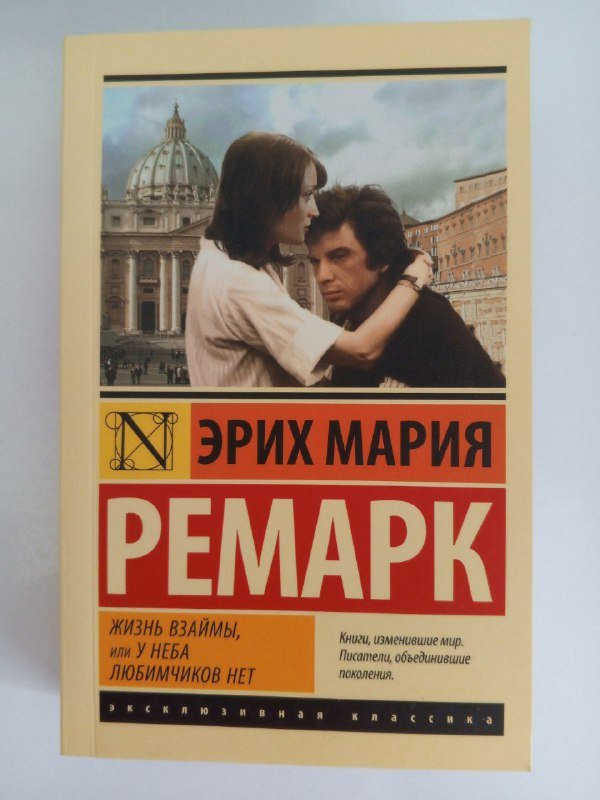 N
ЭРИХ МАРИЯ
РЕМАРК
ЖИЗНЬ ВЗАЙМЫ,
или У НЕБА
ЛЮБИМЧИКОВ НЕТ
Книги, изменившие мир.
Писатели, объединившие
поколения.
эксклюзивная классика